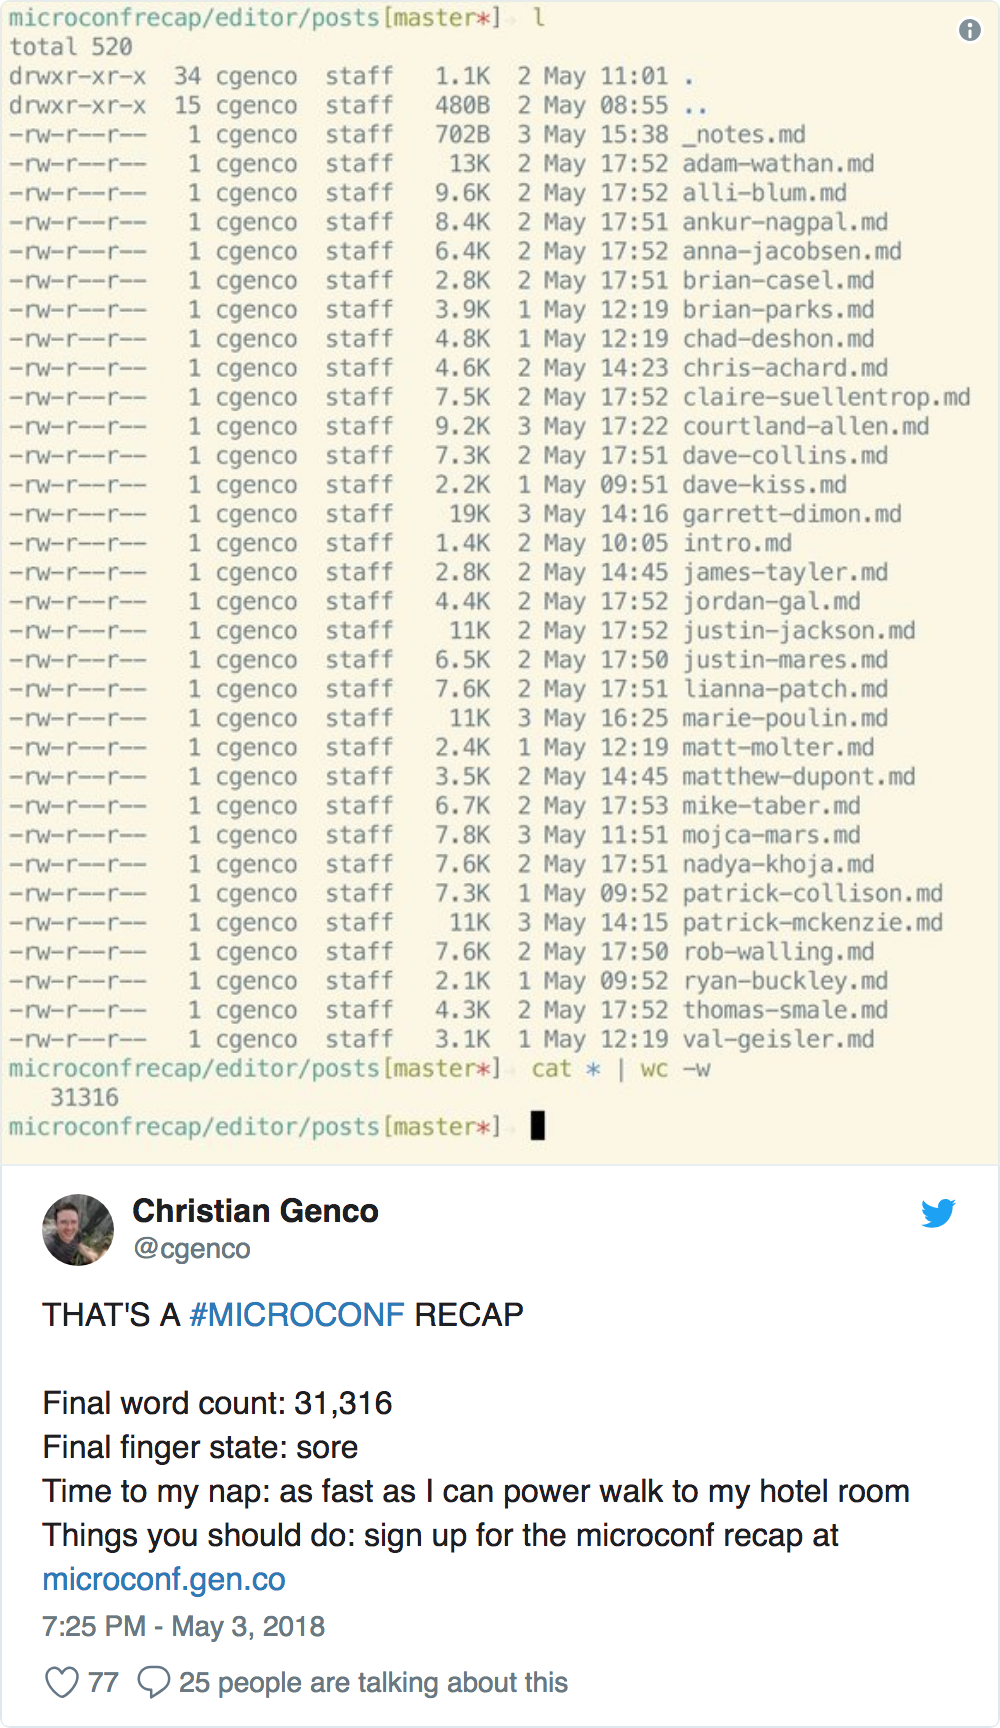 microconfrecap/editor/posts[master*] l
total 520
drwxr-xr-x  34 cgenco  staff   1.1K  2 May 11:01 .
drwxr-xr-x  15 cgenco  staff   480B  2 May 08:55 ..
-rw-r--r--   1 cgenco  staff   702B  3 May 15:38 _notes.md
-rw-r--r--   1 cgenco  staff    13K  2 May 17:52 adam-wathan.md
-rw-r--r--   1 cgenco  staff   9.6K  2 May 17:52 alli-blum.md
-rw-r--r--   1 cgenco  staff   8.4K  2 May 17:51 ankur-nagpal.md
-rw-r--r--   1 cgenco  staff   6.4K  2 May 17:52 anna-jacobsen.md
-rw-r--r--   1 cgenco  staff   2.8K  2 May 17:51 brian-casel.md
-rw-r--r--   1 cgenco  staff   3.9K  1 May 12:19 brian-parks.md
-rw-r--r--   1 cgenco  staff   4.8K  1 May 12:19 chad-deshon.md
-rw-r--r--   1 cgenco  staff   4.6K  2 May 14:23 chris-achard.md
-rw-r--r--   1 cgenco  staff   7.5K  2 May 17:52 claire-suellentrop.md
-rw-r--r--   1 cgenco  staff   9.2K  3 May 17:22 courtland-allen.md
-rw-r--r--   1 cgenco  staff   7.3K  2 May 17:51 dave-collins.md
-rw-r--r--   1 cgenco  staff   2.2K  1 May 09:51 dave-kiss.md
-rw-r--r--   1 cgenco  staff    19K  3 May 14:16 garrett-dimon.md
-rw-r--r--   1 cgenco  staff   1.4K  2 May 10:05 intro.md
-rw-r--r--   1 cgenco  staff   2.8K  2 May 14:45 james-tayler.md
-rw-r--r--   1 cgenco  staff   4.4K  2 May 17:52 jordan-gal.md
-rw-r--r--   1 cgenco  staff    11K  2 May 17:52 justin-jackson.md
-rw-r--r--   1 cgenco  staff   6.5K  2 May 17:50 justin-mares.md
-rw-r--r--   1 cgenco  staff   7.6K  2 May 17:51 lianna-patch.md
-rw-r--r--   1 cgenco  staff    11K  3 May 16:25 marie-poulin.md
-rw-r--r--   1 cgenco  staff   2.4K  1 May 12:19 matt-molter.md
-rw-r--r--   1 cgenco  staff   3.5K  2 May 14:45 matthew-dupont.md
-rw-r--r--   1 cgenco  staff   6.7K  2 May 17:53 mike-taber.md
-rw-r--r--   1 cgenco  staff   7.8K  3 May 11:51 mojca-mars.md
-rw-r--r--   1 cgenco  staff   7.6K  2 May 17:51 nadya-khoja.md
-rw-r--r--   1 cgenco  staff   7.3K  1 May 09:52 patrick-collison.md
-rw-r--r--   1 cgenco  staff    11K  3 May 14:15 patrick-mckenzie.md
-rw-r--r--   1 cgenco  staff   7.6K  2 May 17:50 rob-walling.md
-rw-r--r--   1 cgenco  staff   2.1K  1 May 09:52 ryan-buckley.md
-rw-r--r--   1 cgenco  staff   4.3K  2 May 17:52 thomas-smale.md
-rw-r--r--   1 cgenco  staff   3.1K  1 May 12:19 val-geisler.md
microconfrecap/editor/posts[master*] cat * | wc -w
31316
microconfrecap/editor/posts[master*]
Christian Genco
@cgenco
THAT'S A #MICROCONF RECAP
Final word count: 31,316
Final finger state: sore
Time to my nap: as fast as I can power walk to my hotel room
Things you should do: sign up for the microconf recap at
microconf.gen.co
7:25 PM - May 3, 2018
77 25 people are talking about this